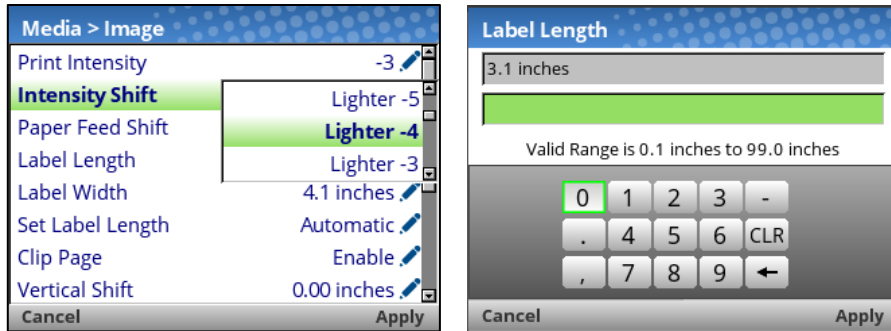 Media > Image
Print Intensity -3
Intensity Shift
Lighter -5
Paper Feed Shift Lighter -4
Label Length Lighter -3
Label Width 4.1 inches
Set Label Length Automatic
Clip Page Enable
Vertical Shift 0.00 inches
Cancel Apply
Label Length
3.1 inches
Valid Range is 0.1 inches to 99.0 inches
0 1 2 3 -
. 4 5 6 CLR
, 7 8 9 ←
Cancel Apply